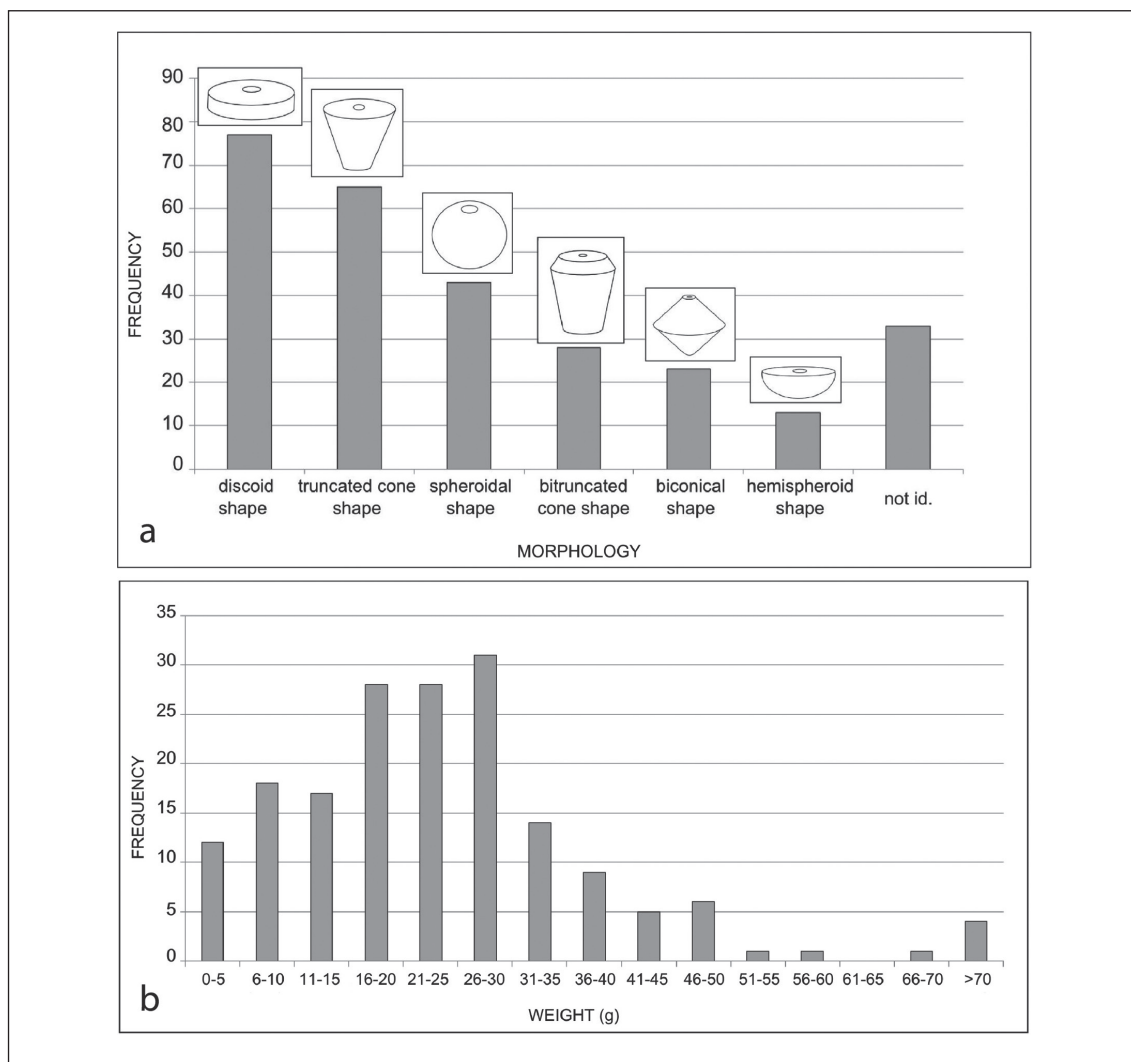 90
80
70
60
50
40
30
20
10
0
FREQUENCY
discoid shape
truncated cone shape
spheroidal shape
bitruncated cone shape
biconical shape
hemispheroid shape
not id.
a
MORPHOLOGY
35
30
25
20
15
10
5
0
FREQUENCY
0-5 6-10 11-15 16-20 21-25 26-30 31-35 36-40 41-45 46-50 51-55 56-60 61-65 66-70 >70
b
WEIGHT (g)